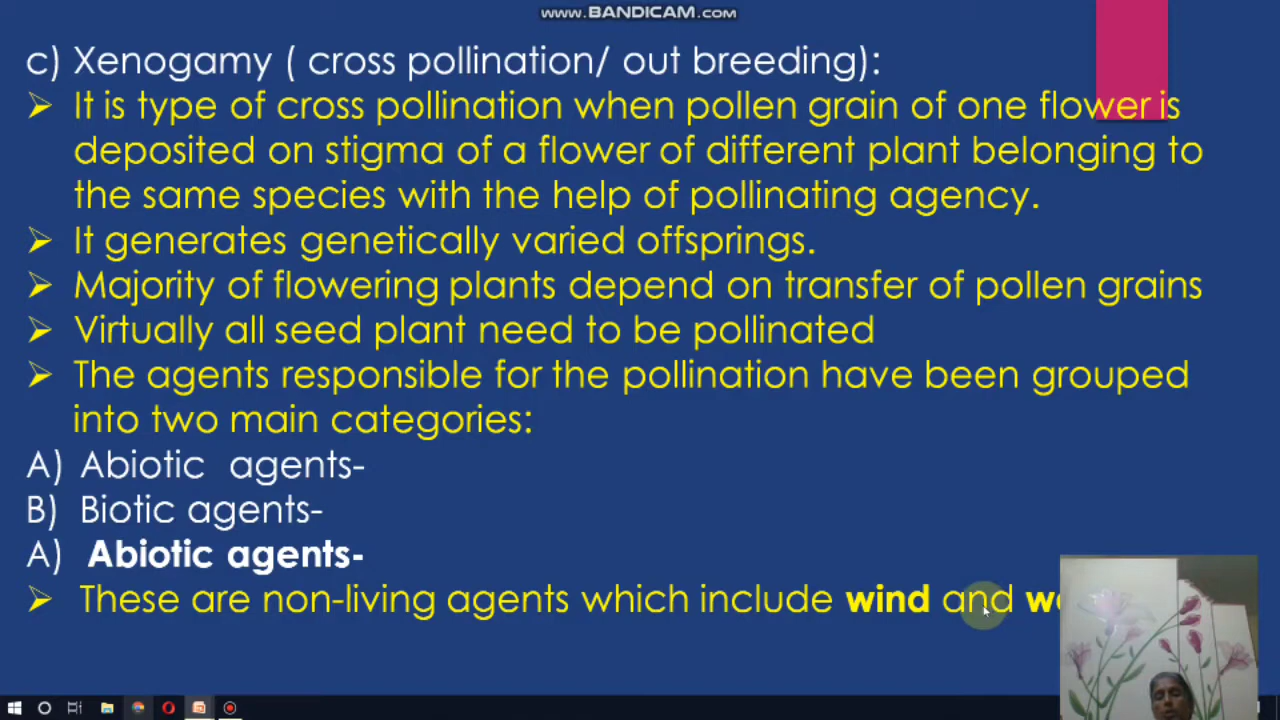 www.BANDICAM.com
c) Xenogamy ( cross pollination/ out breeding):
➢ It is type of cross pollination when pollen grain of one flower is
deposited on stigma of a flower of different plant belonging to
the same species with the help of pollinating agency.
➢ It generates genetically varied offsprings.
➢ Majority of flowering plants depend on transfer of pollen grains
➢ Virtually all seed plant need to be pollinated
➢ The agents responsible for the pollination have been grouped
into two main categories:
A) Abiotic agents-
B) Biotic agents-
A) Abiotic agents-
➢ These are non-living agents which include wind and